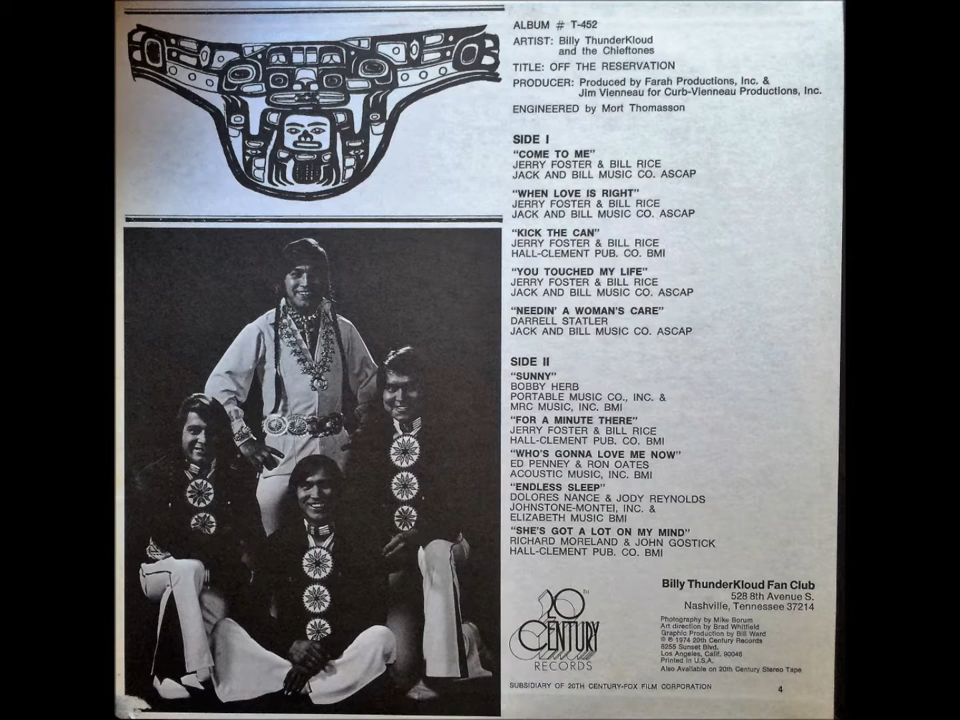 ALBUM # T-452
ARTIST: Billy ThunderKloud
and the Chieftones
TITLE: OFF THE RESERVATION
PRODUCER: Produced by Farah Productions, Inc. &
Jim Vienneau for Curb-Vienneau Productions, Inc.
ENGINEERED by Mort Thomasson
SIDE I
"COME TO ME"
JERRY FOSTER & BILL RICE
JACK AND BILL MUSIC CO. ASCAP
"WHEN LOVE IS RIGHT"
JERRY FOSTER & BILL RICE
JACK AND BILL MUSIC CO. ASCAP
"KICK THE CAN"
JERRY FOSTER & BILL RICE
HALL-CLEMENT PUB. CO. BMI
"YOU TOUCHED MY LIFE"
JERRY FOSTER & BILL RICE
JACK AND BILL MUSIC CO. ASCAP
"NEEDIN' A WOMAN'S CARE"
DARRELL STATLER
JACK AND BILL MUSIC CO. ASCAP
SIDE II
"SUNNY"
BOBBY HERB
PORTABLE MUSIC CO., INC. &
MRC MUSIC, INC. BMI
"FOR A MINUTE THERE"
JERRY FOSTER & BILL RICE
HALL-CLEMENT PUB. CO. BMI
"WHO'S GONNA LOVE ME NOW"
ED PENNEY & RON OATES
ACOUSTIC MUSIC, INC. BMI
"ENDLESS SLEEP"
DOLORES NANCE & JODY REYNOLDS
JOHNSTONE-MONTEI, INC. &
ELIZABETH MUSIC BMI
"SHE'S GOT A LOT ON MY MIND"
RICHARD MORELAND & JOHN GOSTICK
HALL-CLEMENT PUB. CO. BMI
Billy ThunderKloud Fan Club
528 8th Avenue S.
Nashville, Tennessee 37214
20TH
CENTURY
RECORDS
Photography by Mike Borum
Art direction by Brad Whitfield
Graphic Production by Bill Ward
© ℗ 1974 20th Century Records
8255 Sunset Blvd.
Los Angeles, Calif. 90046
Printed in U.S.A.
Also Available on 20th Century Stereo Tape
SUBSIDIARY OF 20TH CENTURY-FOX FILM CORPORATION
4